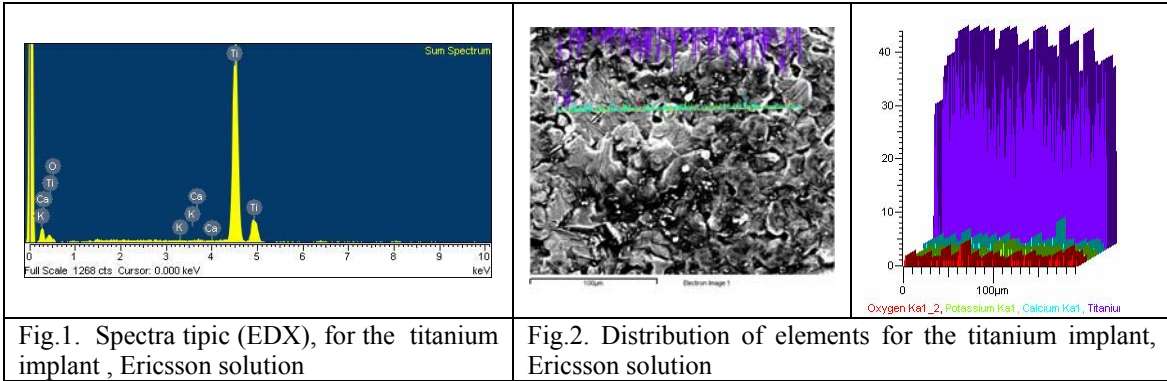 Sum Spectrum
Ti
O
Ti
Ca
K
Ca
K
K
Ca
Ti
0 1 2 3 4 5 6 7 8 9 10
Full Scale 1268 cts Cursor: 0.000 keV keV
100µm Electron Image 1
40
30
20
10
0
0 100µm
Oxygen Ka1_2, Potassium Ka1, Calcium Ka1, Titaniu
Fig.1. Spectra tipic (EDX), for the titanium
implant , Ericsson solution
Fig.2. Distribution of elements for the titanium implant,
Ericsson solution